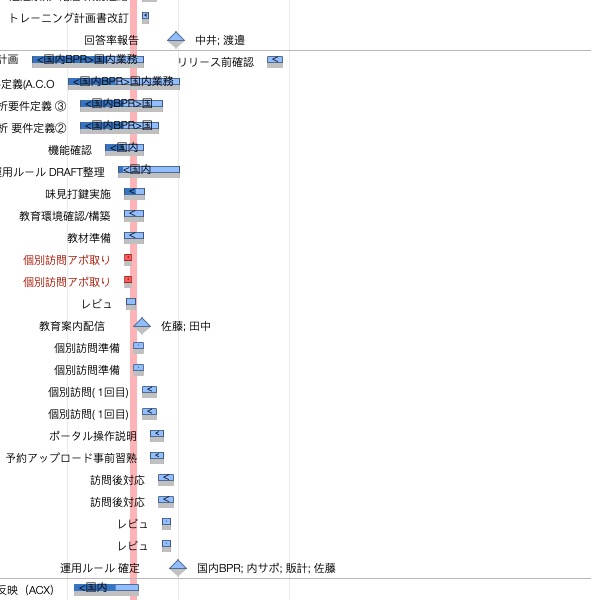 トレーニング計画書改訂
回答率報告 中井; 渡邉
計画 <国内BPR>国内業務 リリース前確認 <
定義(A.C.O <国内BPR>国内業務
析要件定義 ③ <国内BPR>国
析 要件定義② <国内BPR>国
機能確認 <国内
運用ルール DRAFT整理 <国内
味見打鍵実施 <
教育環境確認/構築 <
教材準備 <
個別訪問アポ取り
個別訪問アポ取り
レビュ
教育案内配信 佐藤; 田中
個別訪問準備
個別訪問準備
個別訪問( 1回目) <
個別訪問( 1回目) <
ポータル操作説明 <
予約アップロード事前習熟 <
訪問後対応 <
訪問後対応 <
レビュ
レビュ
運用ルール 確定 国内BPR; 内サポ; 販計; 佐藤
反映（ACX） <国内